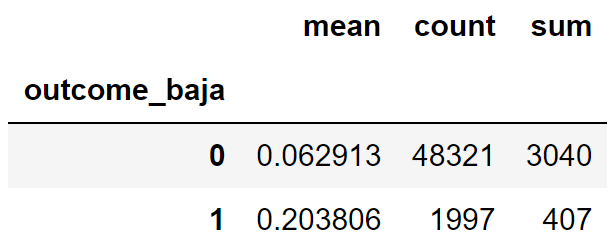 mean count sum
outcome_baja
0 0.062913 48321 3040
1 0.203806 1997 407